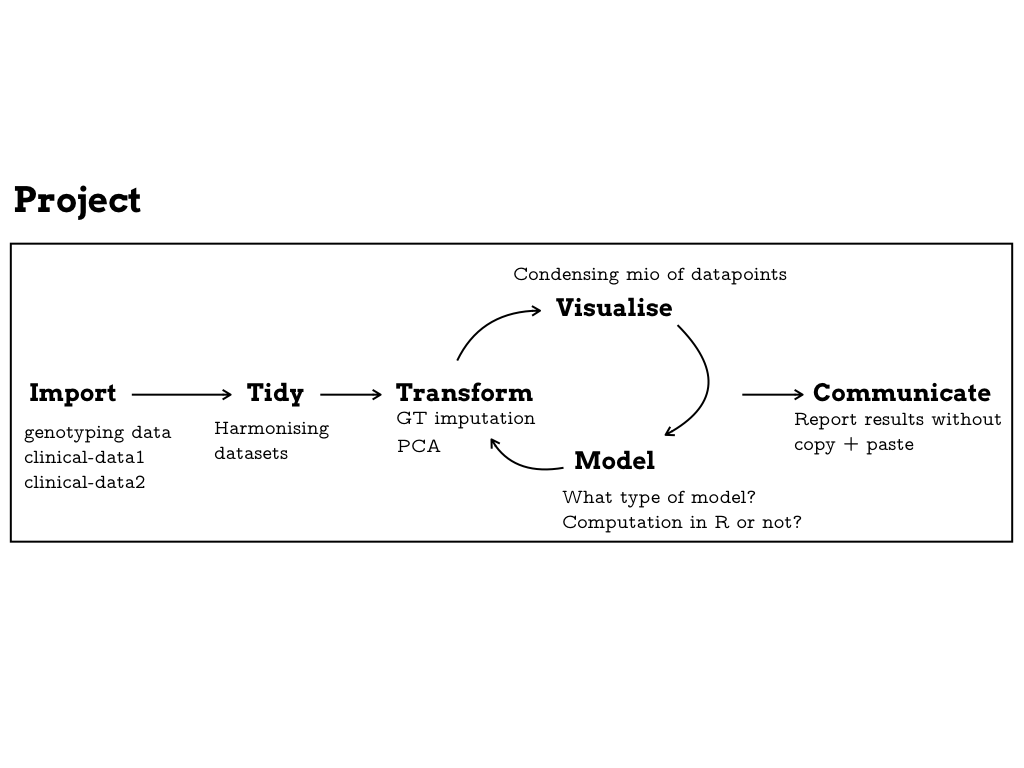 Project
Condensing mio of datapoints
Visualise
Import
Tidy
Transform
Communicate
genotyping data
clinical-data1
clinical-data2
Harmonising
datasets
GT imputation
PCA
Model
What type of model?
Computation in R or not?
Report results without
copy + paste